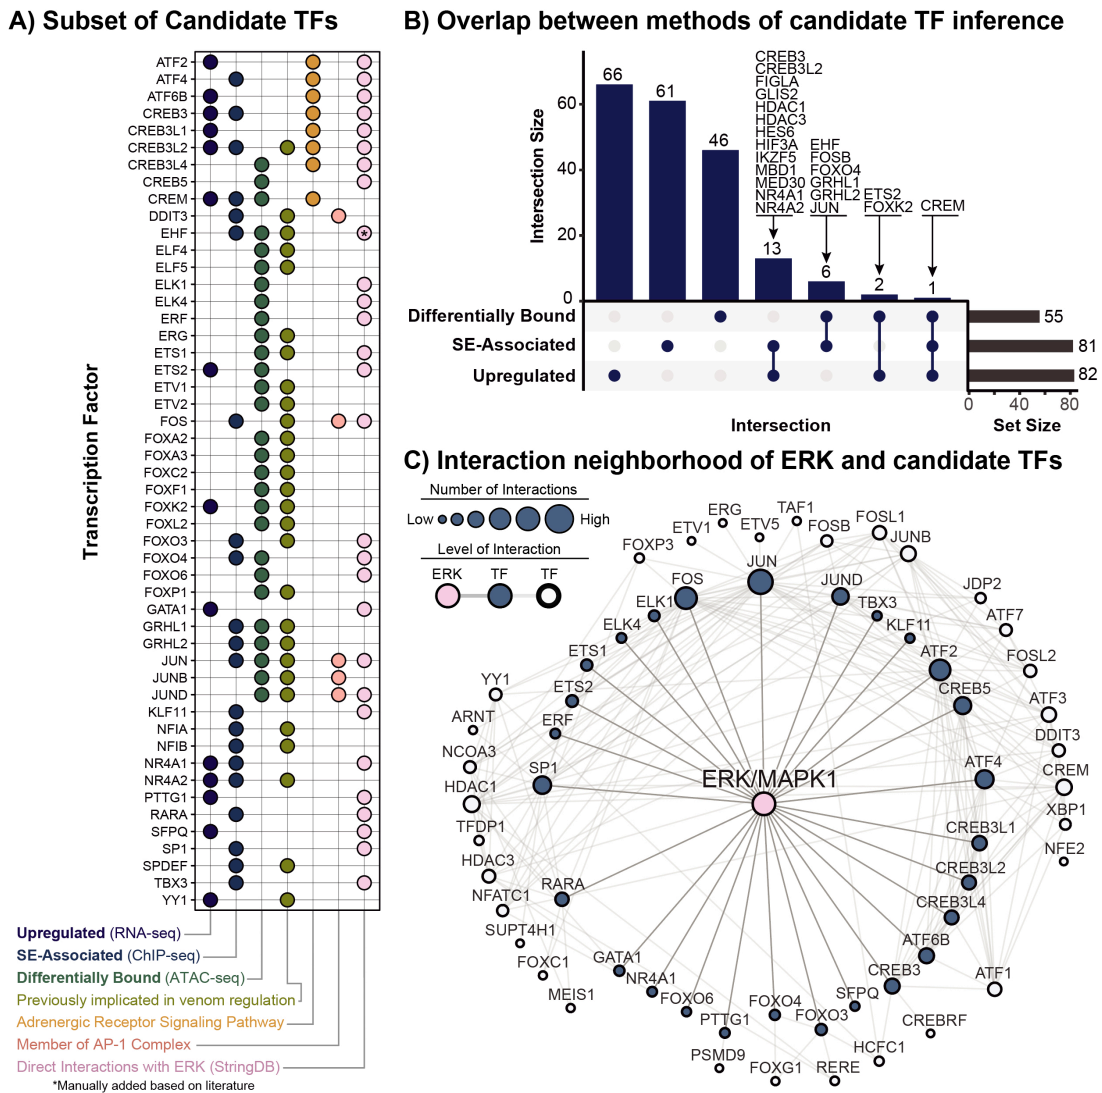 A) Subset of Candidate TFs
Transcription Factor
ATF2
ATF4
ATF6B
CREB3
CREB3L1
CREB3L2
CREB3L4
CREB5
CREM
DDIT3
EHF
*
ELF4
ELF5
ELK1
ELK4
ERF
ERG
ETS1
ETS2
ETV1
ETV2
FOS
FOXA2
FOXA3
FOXC2
FOXF1
FOXK2
FOXL2
FOXO3
FOXO4
FOXO6
FOXP1
GATA1
GRHL1
GRHL2
JUN
JUNB
JUND
KLF11
NFIA
NFIB
NR4A1
NR4A2
PTTG1
RARA
SFPQ
SP1
SPDEF
TBX3
YY1
Upregulated (RNA-seq)
SE-Associated (ChIP-seq)
Differentially Bound (ATAC-seq)
Previously implicated in venom regulation
Adrenergic Receptor Signaling Pathway
Member of AP-1 Complex
Direct Interactions with ERK (StringDB)
*Manually added based on literature
B) Overlap between methods of candidate TF inference
Intersection Size
60
40
20
0
66
61
46
CREB3
CREB3L2
FIGLA
GLIS2
HDAC1
HDAC3
HES6
HIF3A
IKZF5
MBD1
MED30
NR4A1
NR4A2
13
EHF
FOSB
FOXO4
GRHL1
GRHL2
JUN
6
ETS2
FOXK2
2
CREM
1
Differentially Bound
SE-Associated
Upregulated
55
81
82
0 40 80
Intersection
Set Size
C) Interaction neighborhood of ERK and candidate TFs
Number of Interactions
Low High
Level of Interaction
ERK TF TF
ERG
TAF1
ETV1
ETV5
FOSB
FOSL1
JUNB
FOXP3
JUN
FOS
JUND
JDP2
ELK1
TBX3
ATF7
ELK4
KLF11
ETS1
ATF2
FOSL2
YY1
ETS2
CREB5
ATF3
ARNT
ERF
DDIT3
NCOA3
SP1
ERK/MAPK1
ATF4
CREM
HDAC1
XBP1
TFDP1
CREB3L1
NFE2
HDAC3
CREB3L2
RARA
NFATC1
CREB3L4
SUPT4H1
ATF6B
GATA1
FOXC1
CREB3
ATF1
NR4A1
MEIS1
FOXO6
FOXO4
SFPQ
PTTG1
FOXO3
CREBRF
PSMD9
HCFC1
FOXG1
RERE